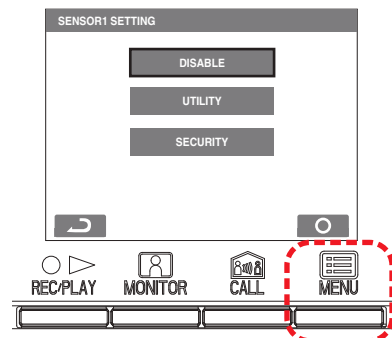 SENSOR1 SETTING
DISABLE
UTILITY
SECURITY
REC/PLAY MONITOR CALL MENU